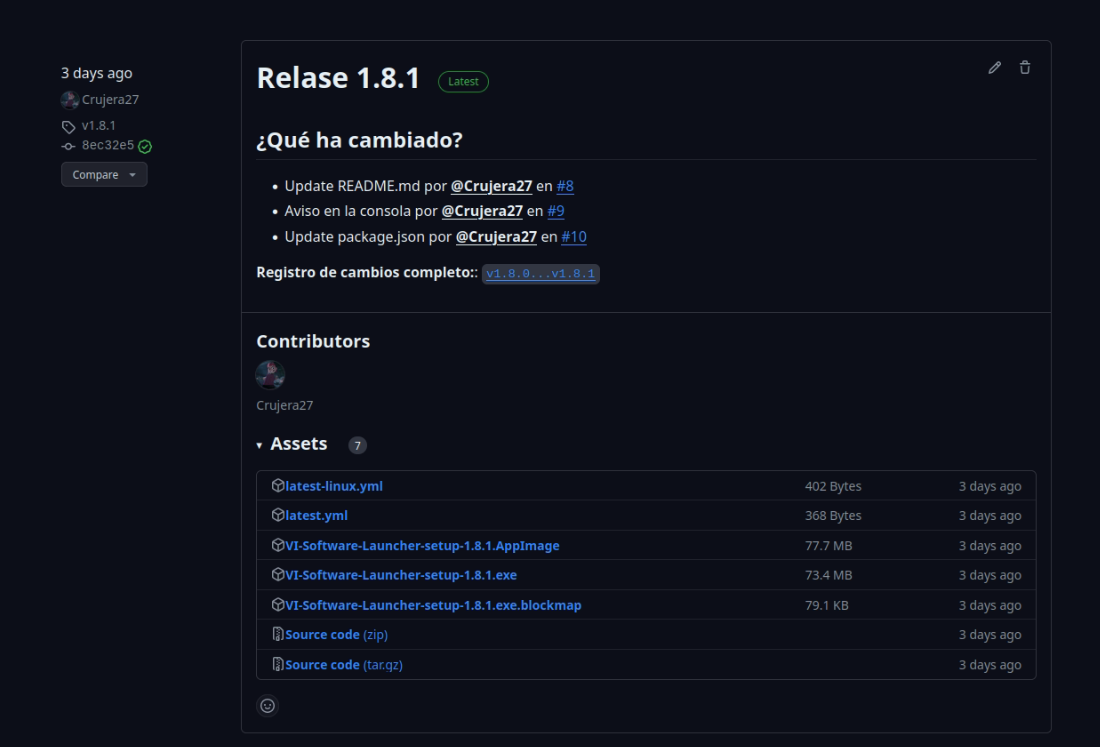 3 days ago
Crujera27
v1.8.1
8ec32e5
Compare
Relase 1.8.1
Latest
¿Qué ha cambiado?
Update README.md por @Crujera27 en #8
Aviso en la consola por @Crujera27 en #9
Update package.json por @Crujera27 en #10
Registro de cambios completo:: v1.8.0...v1.8.1
Contributors
Crujera27
Assets 7
latest-linux.yml 402 Bytes 3 days ago
latest.yml 368 Bytes 3 days ago
VI-Software-Launcher-setup-1.8.1.AppImage 77.7 MB 3 days ago
VI-Software-Launcher-setup-1.8.1.exe 73.4 MB 3 days ago
VI-Software-Launcher-setup-1.8.1.exe.blockmap 79.1 KB 3 days ago
Source code (zip) 3 days ago
Source code (tar.gz) 3 days ago